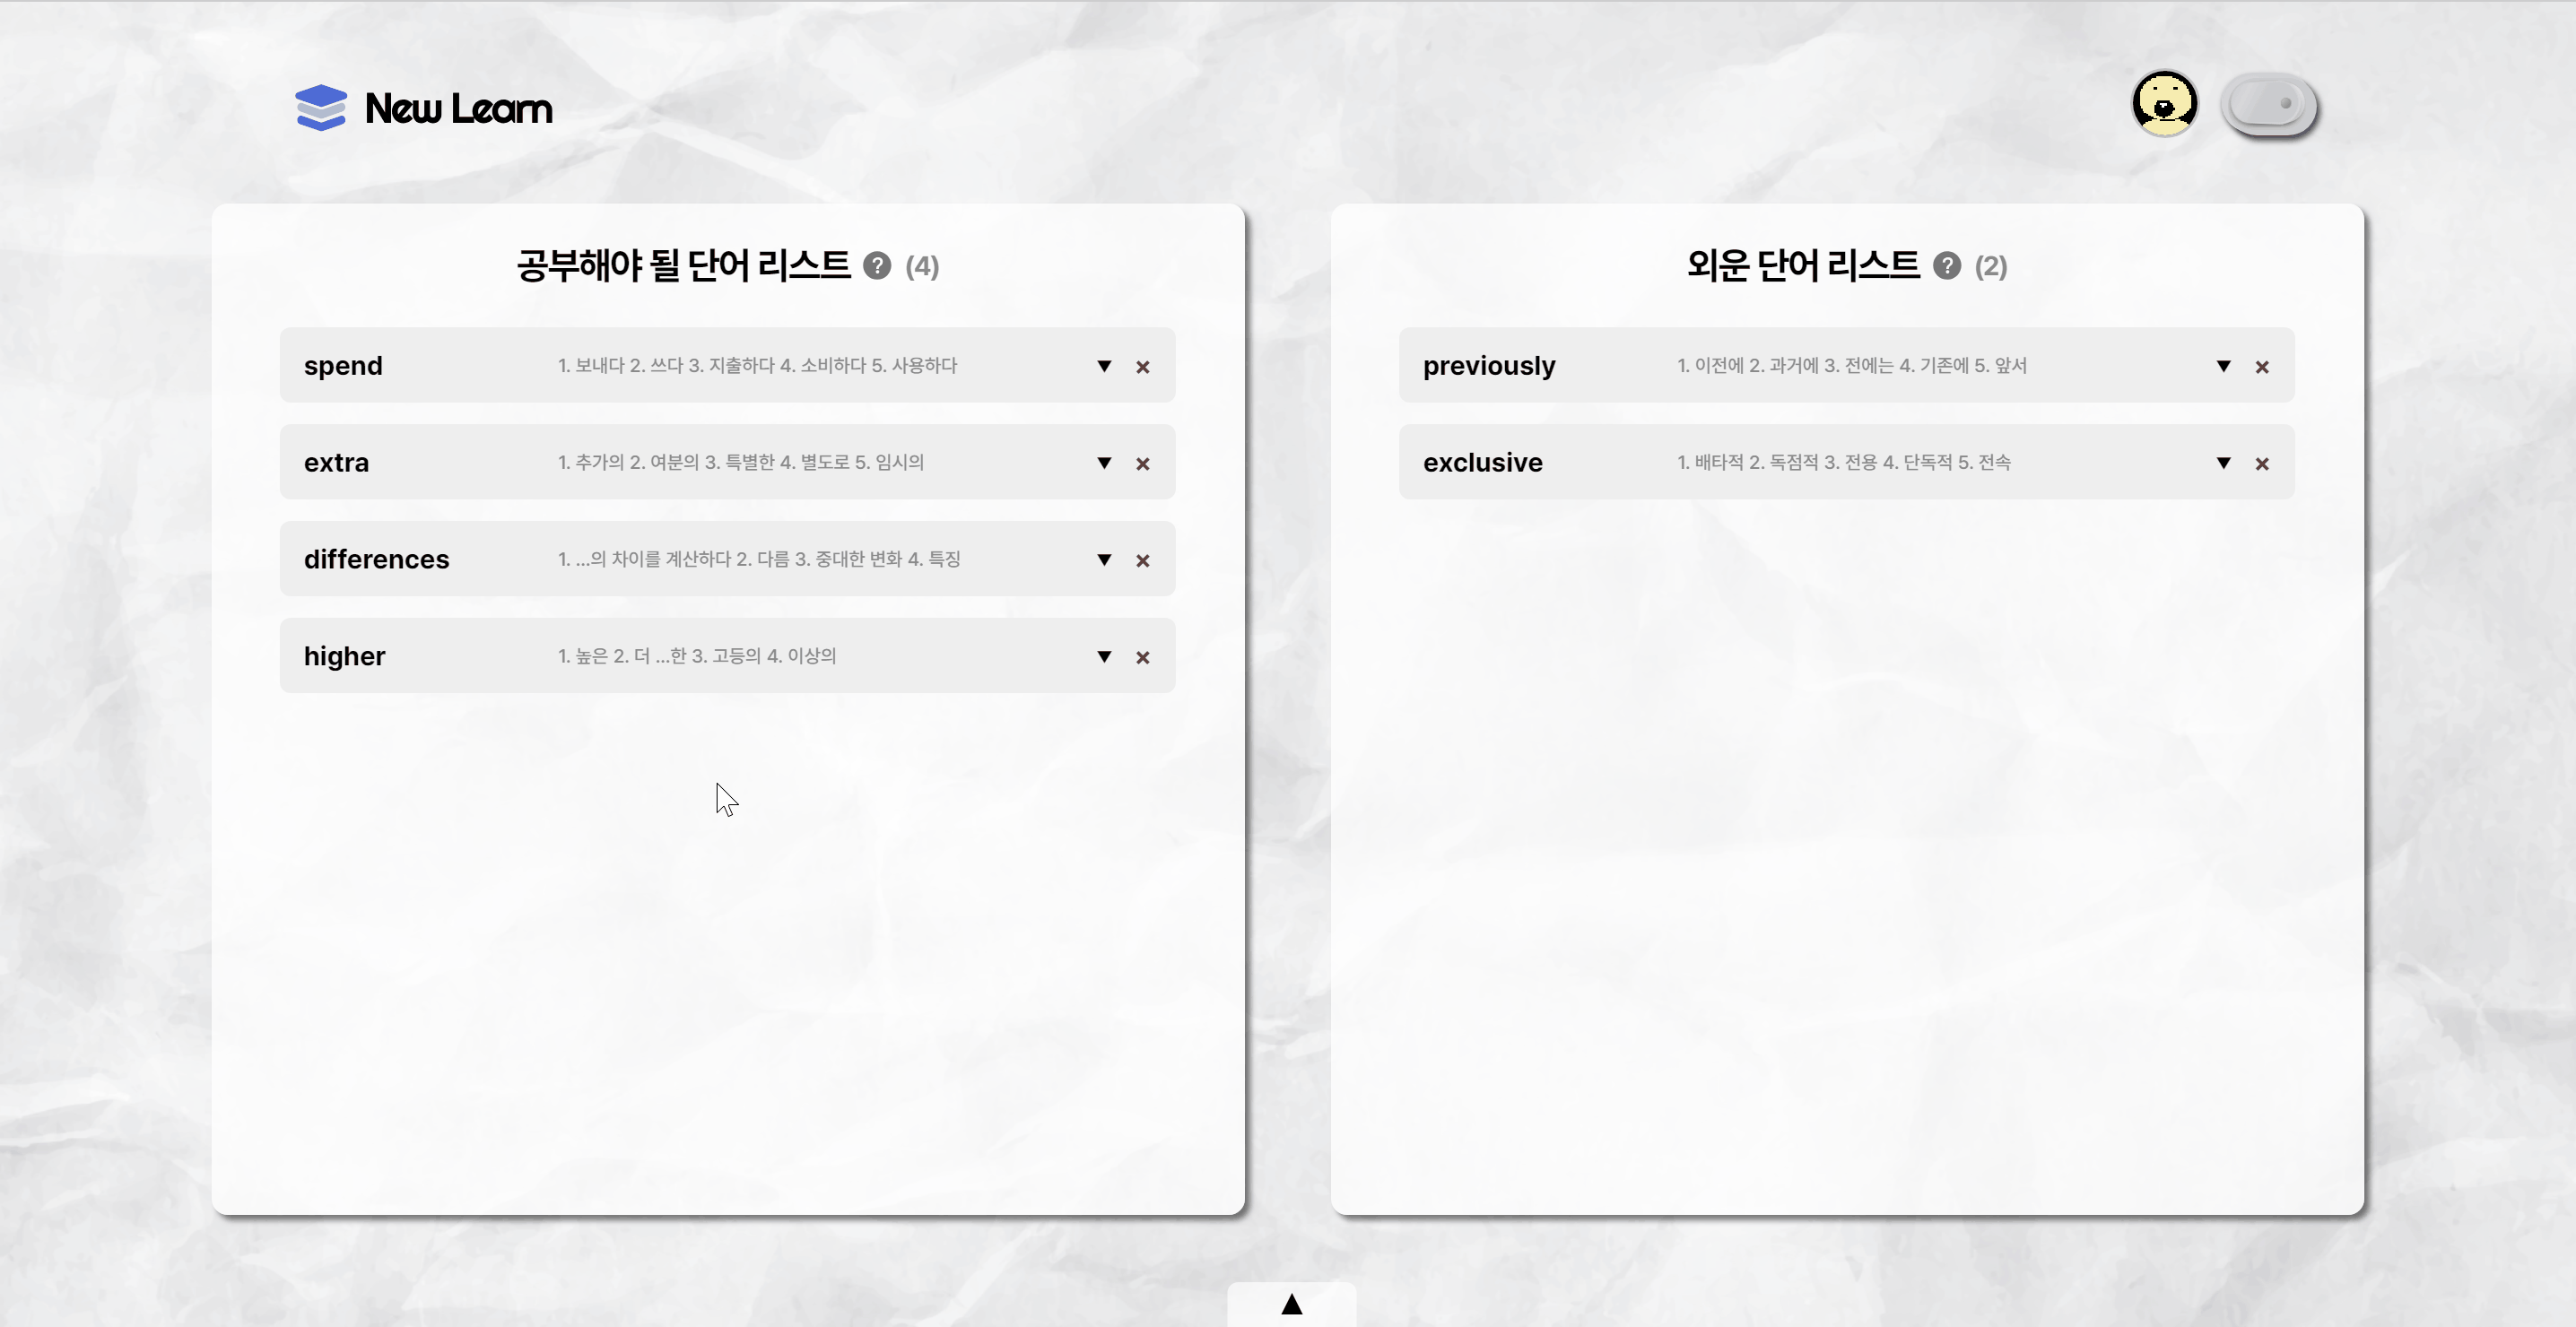 New Learn
공부해야 될 단어 리스트 ? (4)
spend 1. 보내다 2. 쓰다 3. 지출하다 4. 소비하다 5. 사용하다 ▼ ×
extra 1. 추가의 2. 여분의 3. 특별한 4. 별도로 5. 임시의 ▼ ×
differences 1. ...의 차이를 계산하다 2. 다름 3. 중대한 변화 4. 특징 ▼ ×
higher 1. 높은 2. 더 ...한 3. 고등의 4. 이상의 ▼ ×
외운 단어 리스트 ? (2)
previously 1. 이전에 2. 과거에 3. 전에는 4. 기존에 5. 앞서 ▼ ×
exclusive 1. 배타적 2. 독점적 3. 전용 4. 단독적 5. 전속 ▼ ×
▲